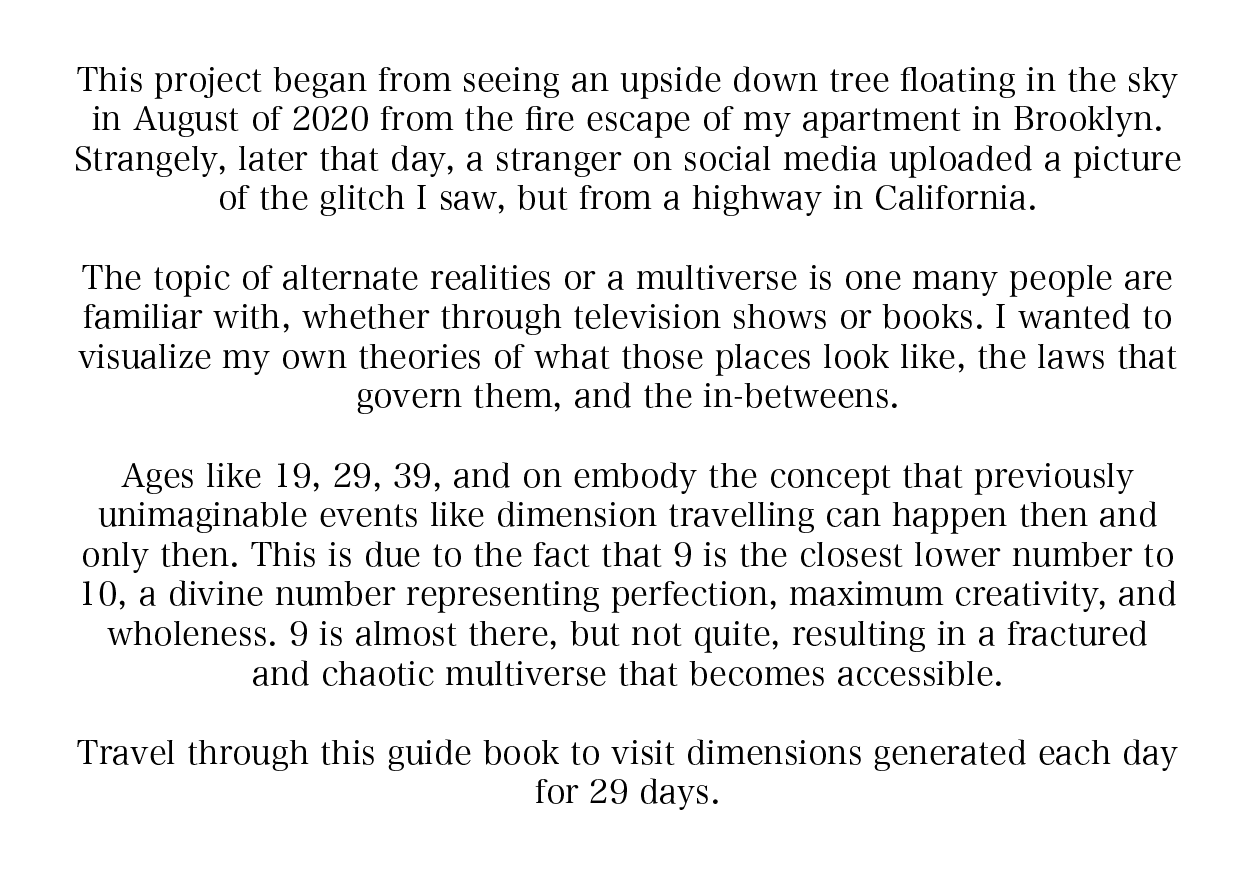 This project began from seeing an upside down tree floating in the sky
in August of 2020 from the fire escape of my apartment in Brooklyn.
Strangely, later that day, a stranger on social media uploaded a picture
of the glitch I saw, but from a highway in California.
The topic of alternate realities or a multiverse is one many people are
familiar with, whether through television shows or books. I wanted to
visualize my own theories of what those places look like, the laws that
govern them, and the in-betweens.
Ages like 19, 29, 39, and on embody the concept that previously
unimaginable events like dimension travelling can happen then and
only then. This is due to the fact that 9 is the closest lower number to
10, a divine number representing perfection, maximum creativity, and
wholeness. 9 is almost there, but not quite, resulting in a fractured
and chaotic multiverse that becomes accessible.
Travel through this guide book to visit dimensions generated each day
for 29 days.